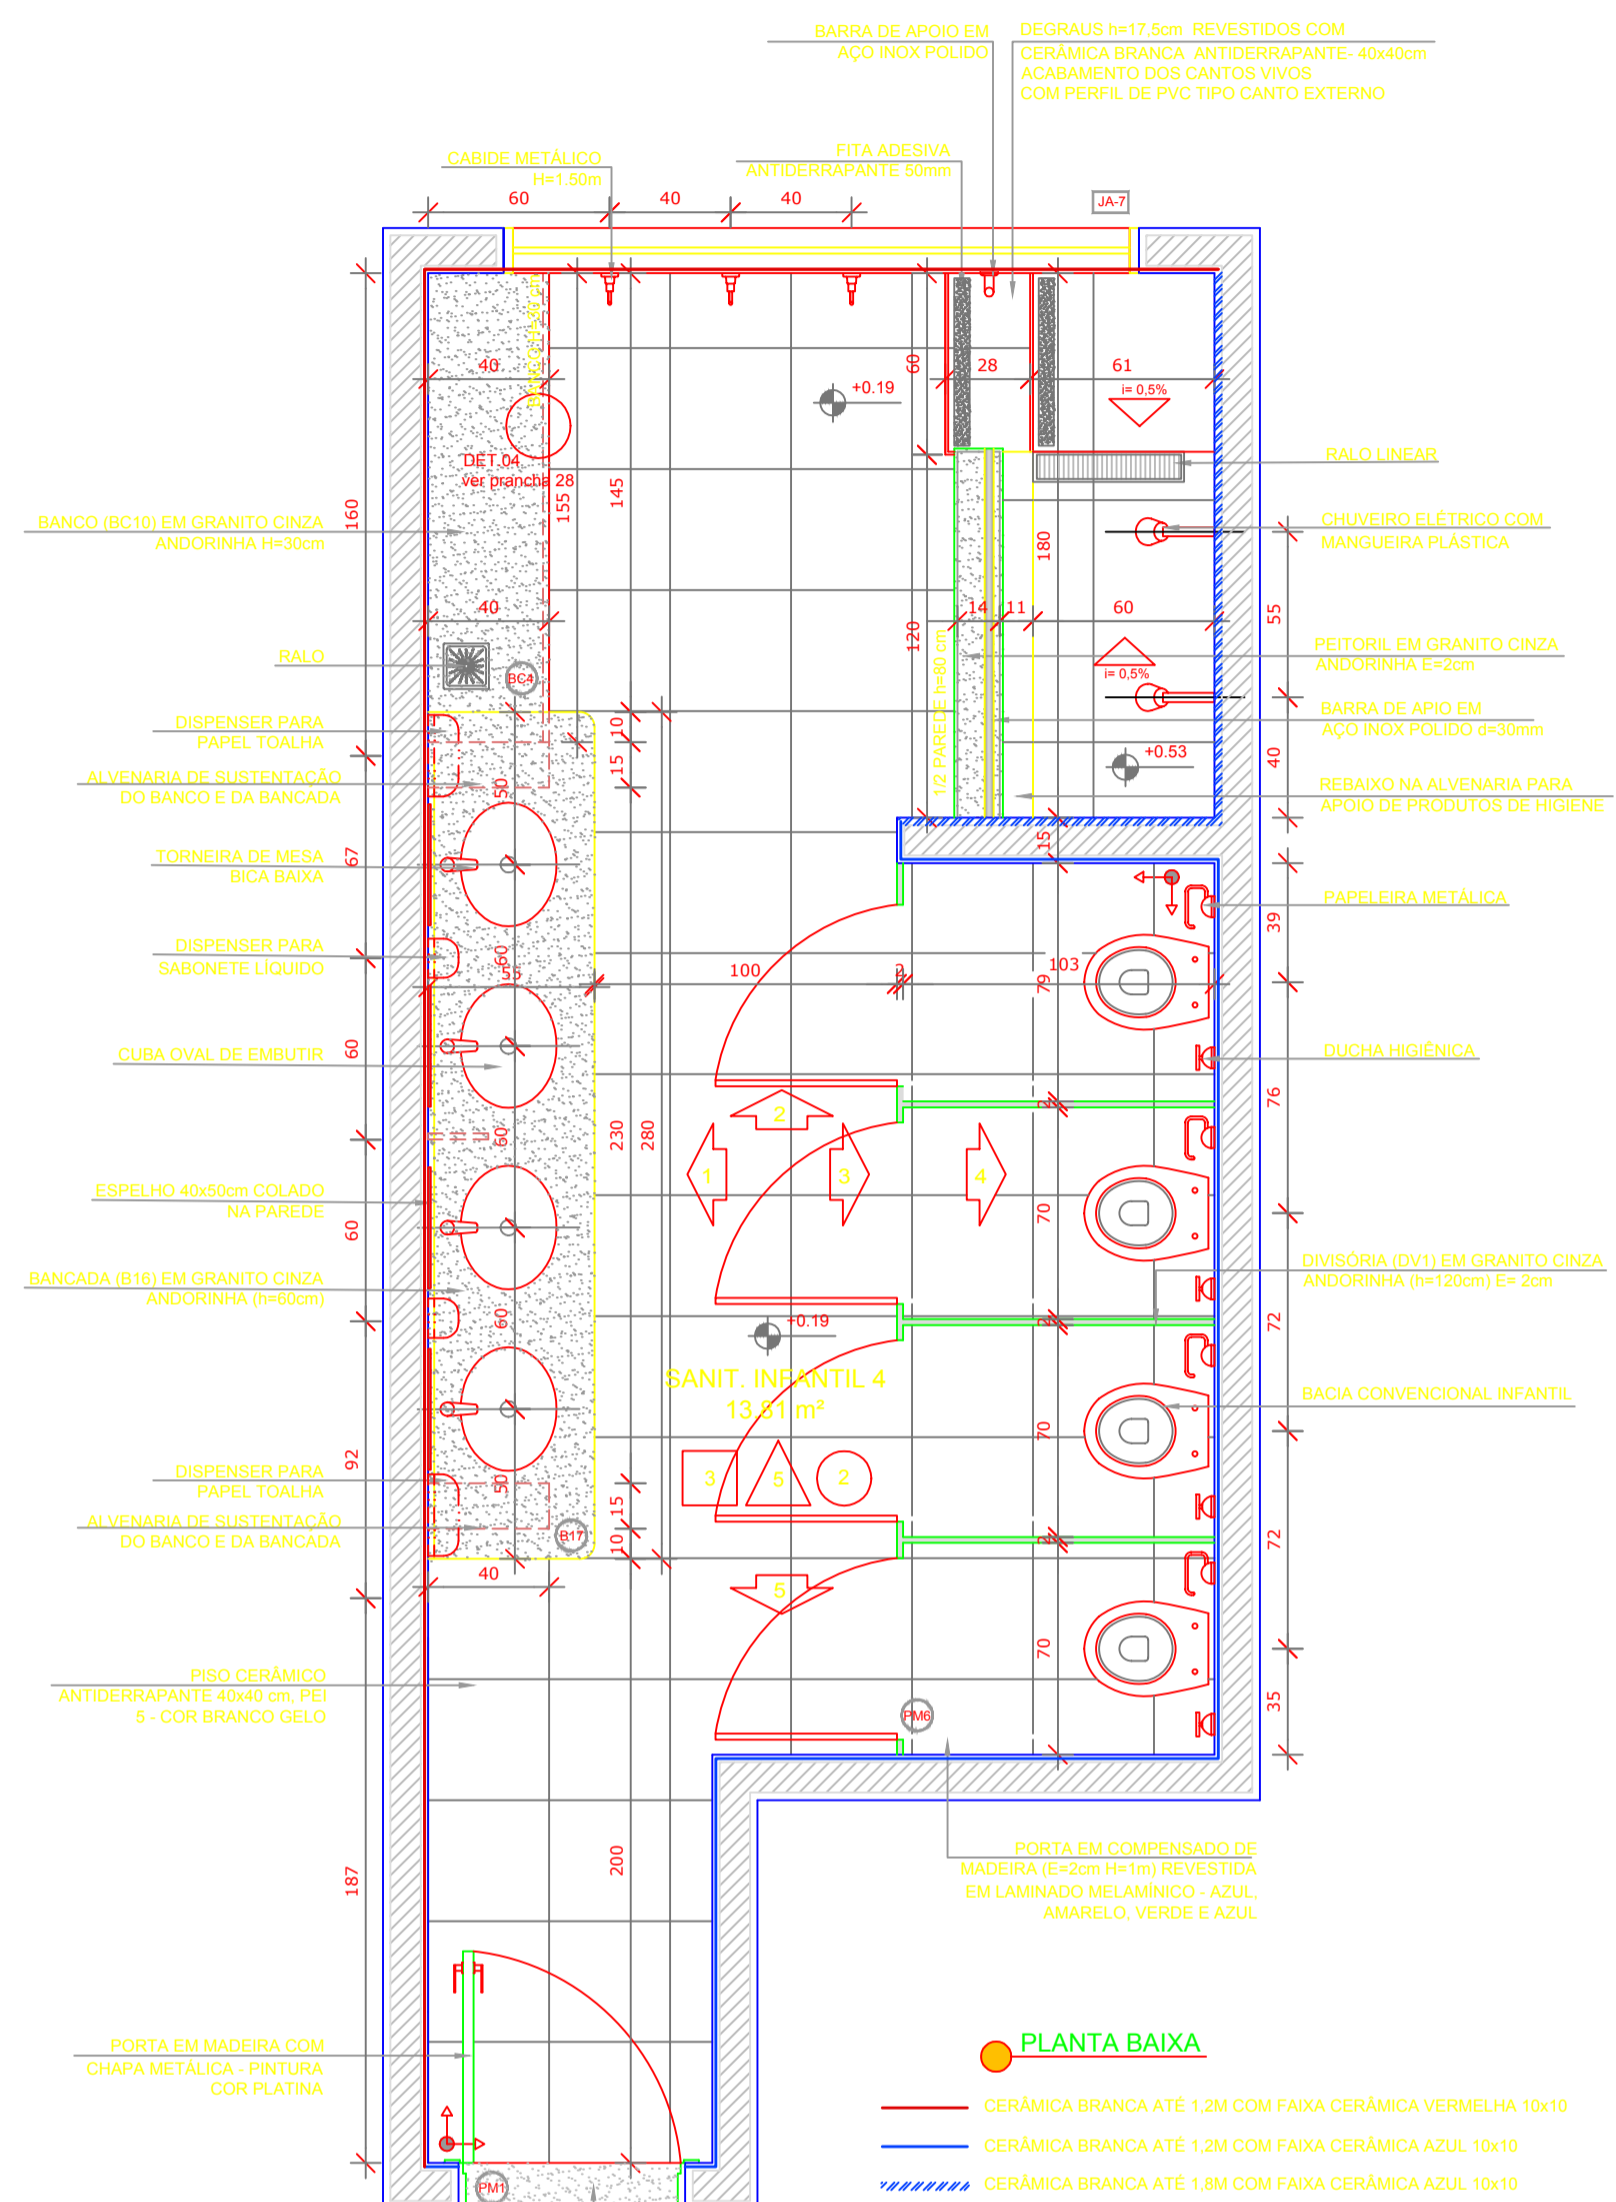 BARRA DE APOIO EM
AÇO INOX POLIDO
DEGRAUS h=17,5cm REVESTIDOS COM
CERÂMICA BRANCA ANTIDERRAPANTE- 40x40cm
ACABAMENTO DOS CANTOS VIVOS
COM PERFIL DE PVC TIPO CANTO EXTERNO
CABIDE METÁLICO
H=1.50m
FITA ADESIVA
ANTIDERRAPANTE 50mm
60
40
40
JA-7
BANCO H=30 cm
40
60
28
61
+0.19
i= 0,5%
DET.04
ver prancha 28
RALO LINEAR
160
155
145
BANCO (BC10) EM GRANITO CINZA
ANDORINHA H=30cm
CHUVEIRO ELÉTRICO COM
MANGUEIRA PLÁSTICA
180
40
14
11
60
55
120
1/2 PAREDE h=80 cm
RALO
BC4
i= 0,5%
PEITORIL EM GRANITO CINZA
ANDORINHA E=2cm
DISPENSER PARA
PAPEL TOALHA
10
15
BARRA DE APIO EM
AÇO INOX POLIDO d=30mm
+0.53
40
ALVENARIA DE SUSTENTAÇÃO
DO BANCO E DA BANCADA
50
REBAIXO NA ALVENARIA PARA
APOIO DE PRODUTOS DE HIGIENE
15
TORNEIRA DE MESA
BICA BAIXA
67
PAPELEIRA METÁLICA
39
DISPENSER PARA
SABONETE LÍQUIDO
60
55
100
2
103
79
CUBA OVAL DE EMBUTIR
60
DUCHA HIGIÊNICA
76
2
2
60
230
280
1
3
4
ESPELHO 40x50cm COLADO
NA PAREDE
60
70
BANCADA (B16) EM GRANITO CINZA
ANDORINHA (h=60cm)
DIVISÓRIA (DV1) EM GRANITO CINZA
ANDORINHA (h=120cm) E= 2cm
60
+0.19
2
72
SANIT. INFANTIL 4
13,81 m²
BACIA CONVENCIONAL INFANTIL
92
70
DISPENSER PARA
PAPEL TOALHA
50
15
3
5
2
ALVENARIA DE SUSTENTAÇÃO
DO BANCO E DA BANCADA
B17
10
2
72
40
5
70
PISO CERÂMICO
ANTIDERRAPANTE 40x40 cm, PEI
5 - COR BRANCO GELO
PM6
35
187
200
PORTA EM COMPENSADO DE
MADEIRA (E=2cm H=1m) REVESTIDA
EM LAMINADO MELAMÍNICO - AZUL,
AMARELO, VERDE E AZUL
PORTA EM MADEIRA COM
CHAPA METÁLICA - PINTURA
COR PLATINA
PLANTA BAIXA
CERÂMICA BRANCA ATÉ 1,2M COM FAIXA CERÂMICA VERMELHA 10x10
CERÂMICA BRANCA ATÉ 1,2M COM FAIXA CERÂMICA AZUL 10x10
CERÂMICA BRANCA ATÉ 1,8M COM FAIXA CERÂMICA AZUL 10x10
PM1